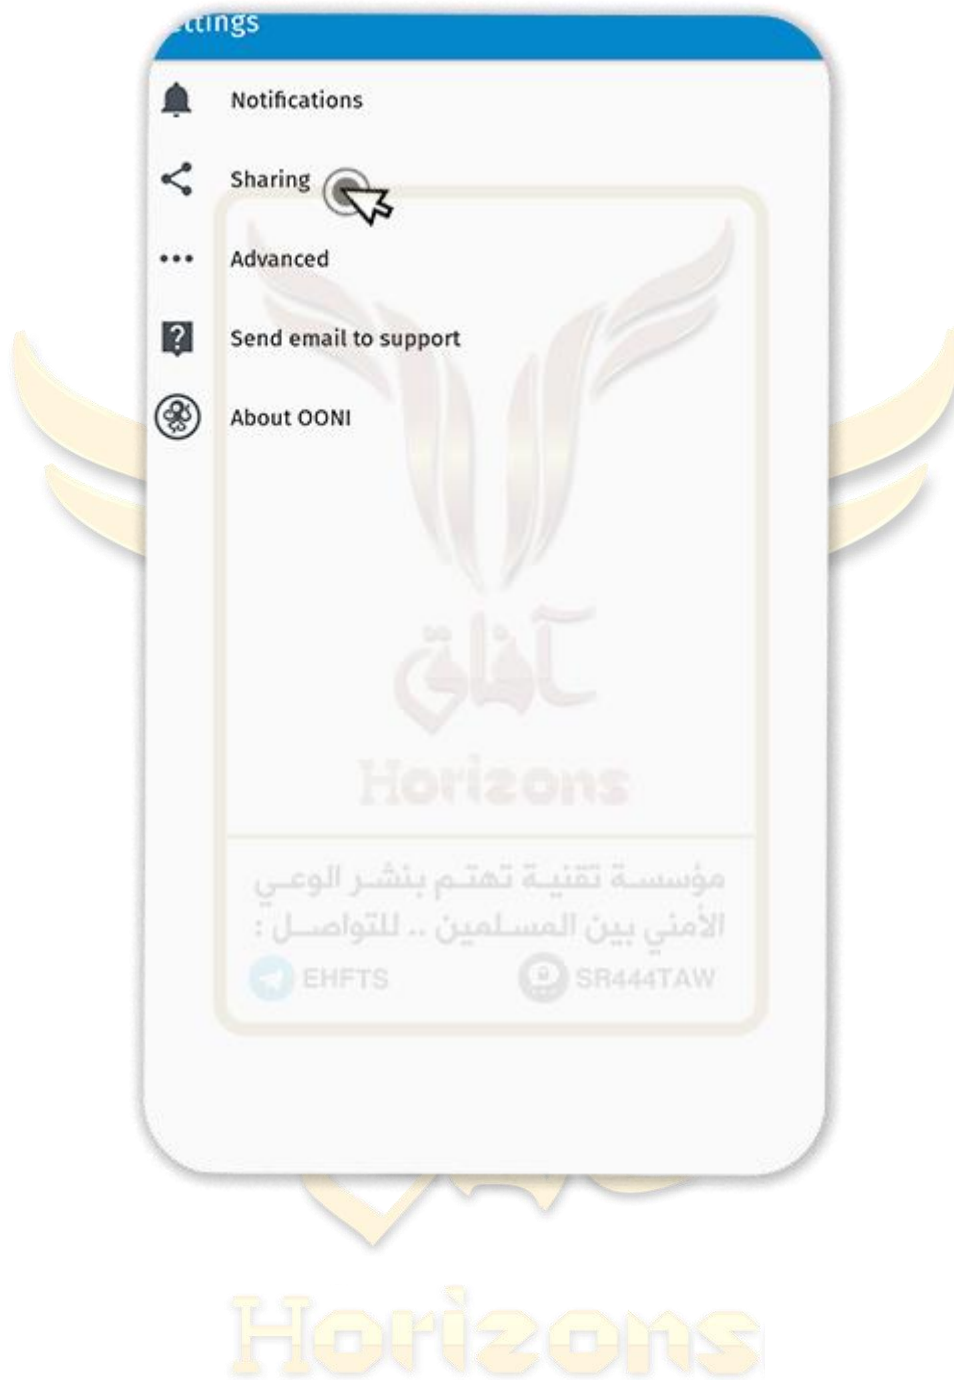 ettings
Notifications
Sharing
Advanced
Send email to support
About OONI
آفاق
Horizons
مؤسسة تقنية تهتم بنشر الوعي
الأمني بين المسلمين .. للتواصل :
EHFTS
SR444TAW
Horizons